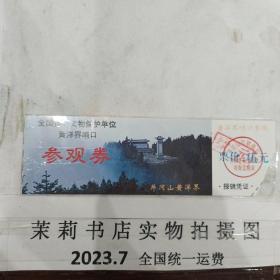 全国重点文物保护单位
黄洋界哨口
参观券
井冈山黄洋界
票价:伍元
·报销凭证·
茉莉书店实物拍摄图
2023.7 全国统一运费